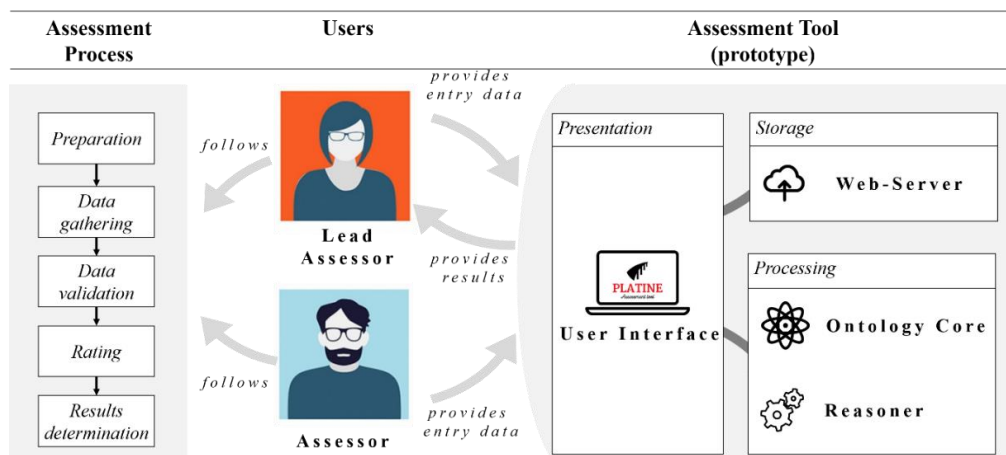 Assessment
Process
Users
Assessment Tool
(prototype)
Preparation
Data
gathering
Data
validation
Rating
Results
determination
follows
follows
Lead
Assessor
Assessor
provides
entry data
provides
results
provides
entry data
Presentation
PLATINE
Assessment tool
User Interface
Storage
Web-Server
Processing
Ontology Core
Reasoner